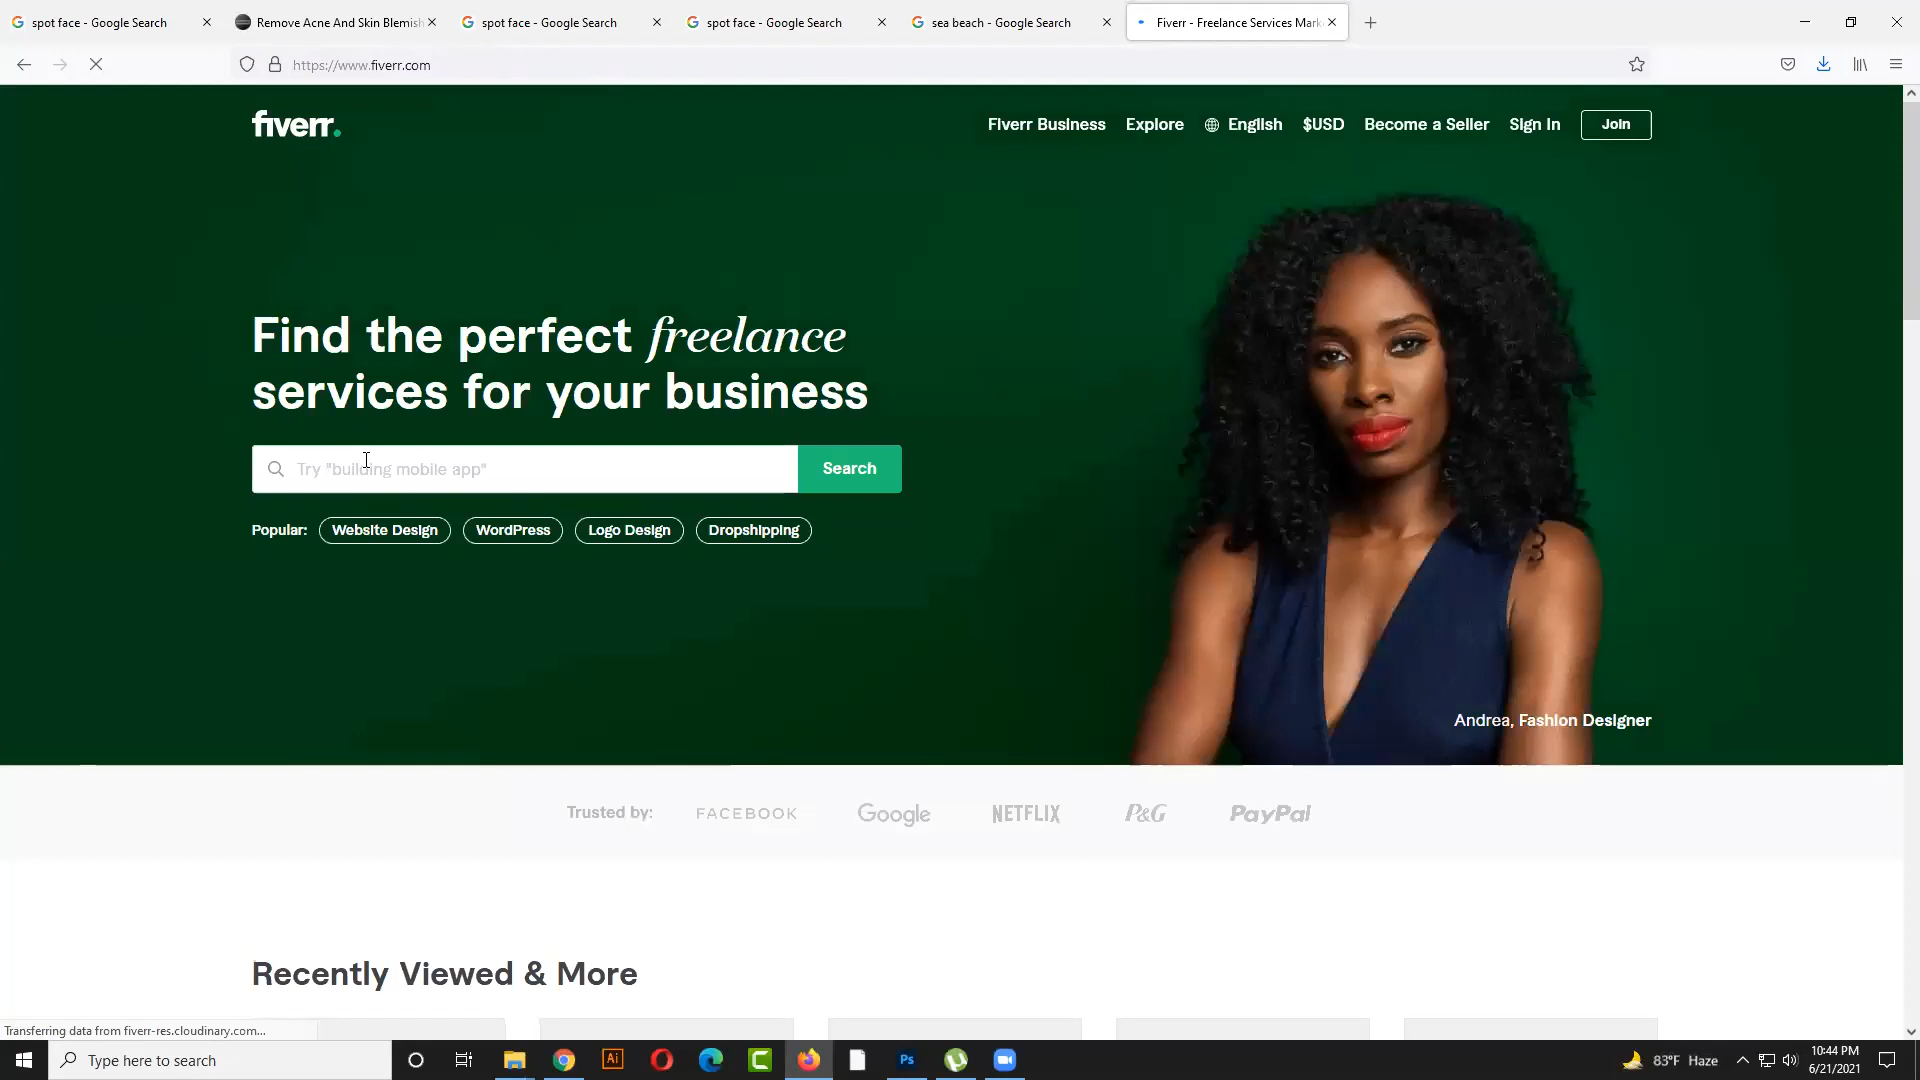 spot face - Google Search
Remove Acne And Skin Blemish
spot face - Google Search
spot face - Google Search
sea beach - Google Search
Fiverr - Freelance Services Mark
https://www.fiverr.com
fiverr.
Fiverr Business
Explore
English
$USD
Become a Seller
Sign In
Join
Find the perfect freelance
services for your business
Try "building mobile app"
Search
Popular:
Website Design
WordPress
Logo Design
Dropshipping
Andrea, Fashion Designer
Trusted by:
FACEBOOK
Google
NETFLIX
P&G
PayPal
Recently Viewed & More
Transferring data from fiverr-res.cloudinary.com...
Type here to search
Ai
Ps
83°F Haze
10:44 PM
6/21/2021